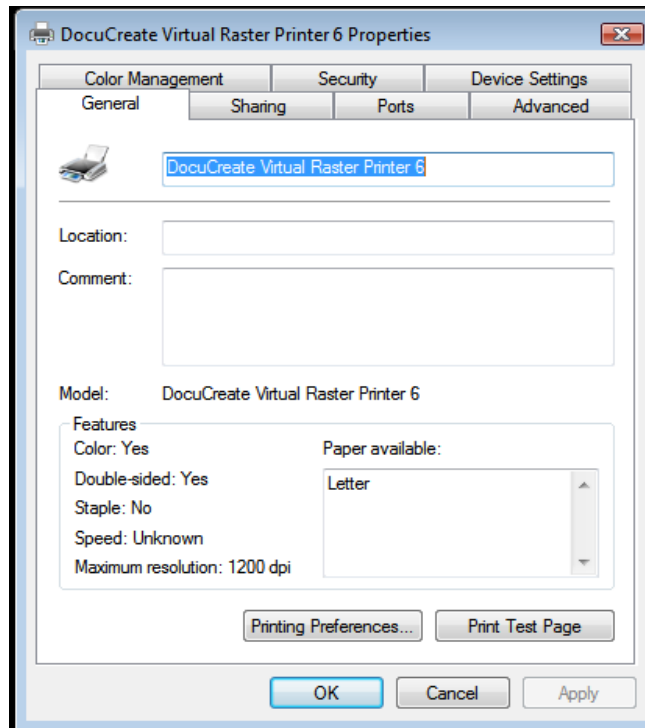 DocuCreate Virtual Raster Printer 6 Properties
Color Management Security Device Settings
General Sharing Ports Advanced
DocuCreate Virtual Raster Printer 6
Location:
Comment:
Model: DocuCreate Virtual Raster Printer 6
Features
Color: Yes Paper available:
Double-sided: Yes Letter
Staple: No
Speed: Unknown
Maximum resolution: 1200 dpi
Printing Preferences... Print Test Page
OK Cancel Apply